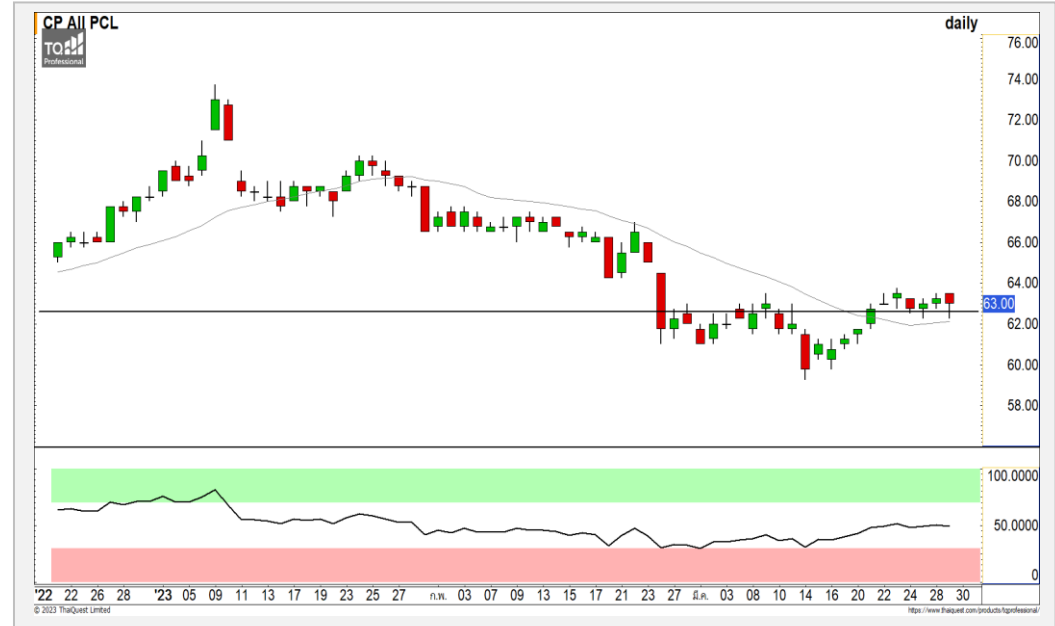 CP All PCL
daily
TQ
Professional
76.00
74.00
72.00
70.00
68.00
66.00
64.00
63.00
62.00
60.00
58.00
100.0000
50.0000
0
'22 22 26 28 '23 05 09 11 13 17 19 23 25 27 ก.พ. 03 07 09 13 15 17 21 23 27 มี.ค. 06 08 10 14 16 20 22 24 28 30
© 2023 ThaiQuest Limited
https://www.thaiquest.com/products/tqprofessional/